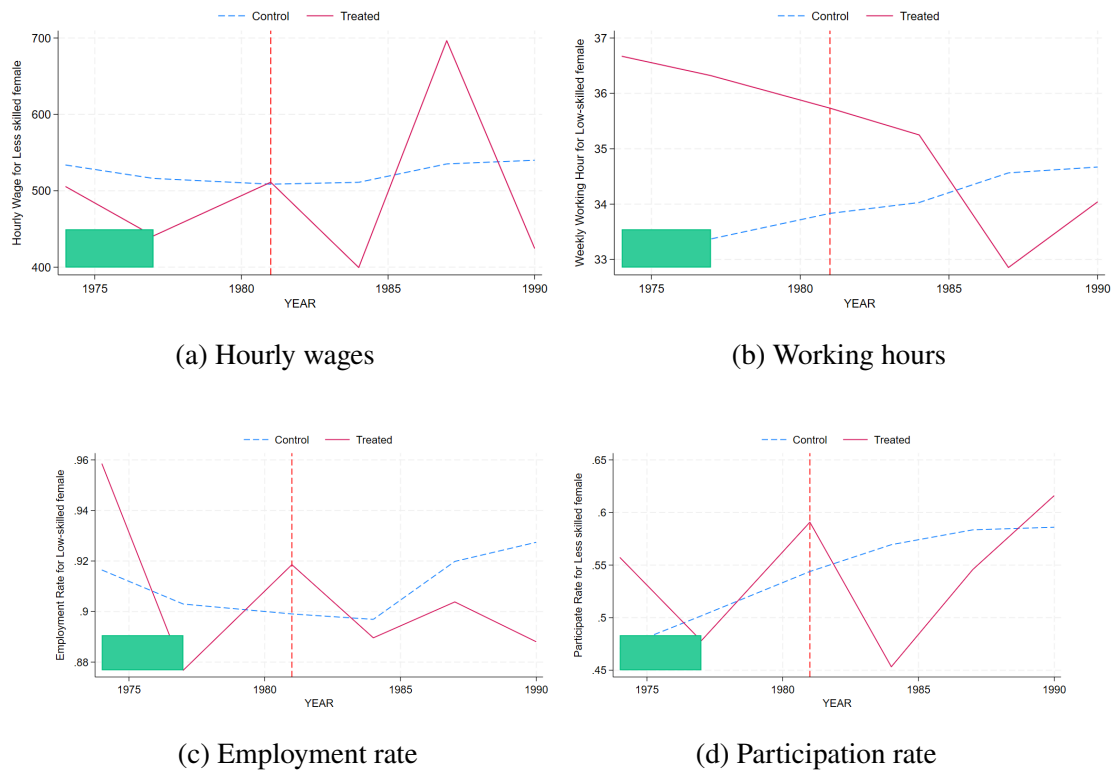 Control Treated
Hourly Wage for Less skilled female
700
600
500
400
1975 1980 1985 1990
YEAR
(a) Hourly wages
Control Treated
Weekly Working Hour for Low-skilled female
37
36
35
34
33
1975 1980 1985 1990
YEAR
(b) Working hours
Control Treated
Employment Rate for Low-skilled female
.96
.94
.92
.9
.88
1975 1980 1985 1990
YEAR
(c) Employment rate
Control Treated
Participate Rate for Less skilled female
.65
.6
.55
.5
.45
1975 1980 1985 1990
YEAR
(d) Participation rate